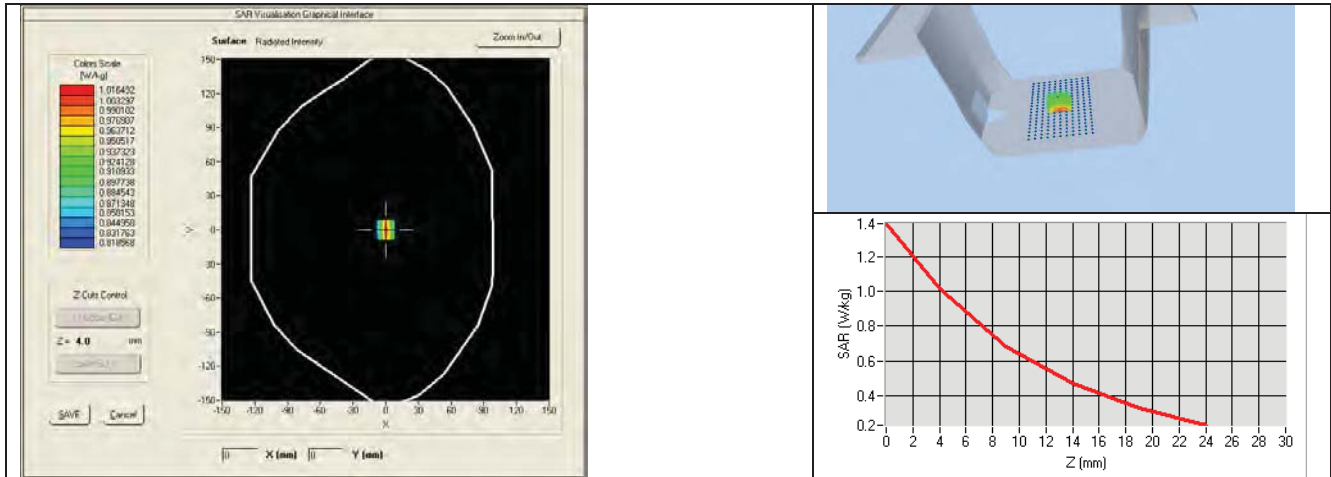 SAR Visualisation Graphical Interface
Surface Radiated Intensity
Zoom In/Out
Colors Scale
(W/kg)
1.016492
1.003297
0.990102
0.976907
0.963712
0.950517
0.937323
0.924128
0.910933
0.897738
0.884543
0.871348
0.858153
0.844958
0.831763
0.818568
150
120
90
60
30
0
-30
-60
-90
-120
-150
Y
-150 -120 -90 -60 -30 0 30 60 90 120 150
X
Z Cuts Control
Z = 4.0 mm
SAVE Cancel
0 X (mm) 0 Y (mm)
1.4
1.2
1.0
0.8
0.6
0.4
0.2
SAR (W/kg)
0 2 4 6 8 10 12 14 16 18 20 22 24 26 28 30
Z (mm)